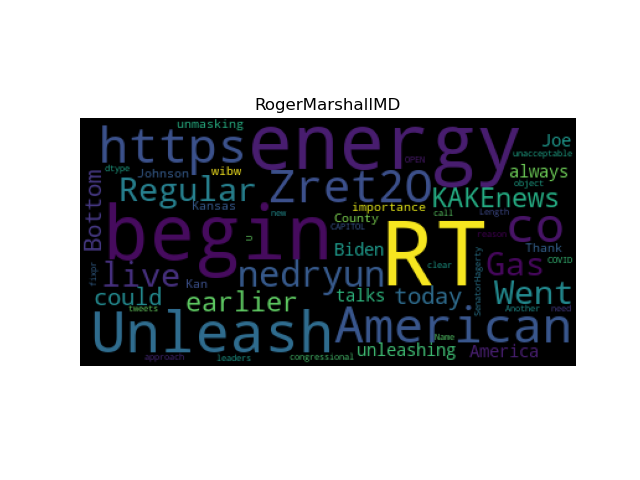 RogerMarshallMD
unmasking
https
energy
Joe
OPEN
unacceptable
dtype
Johnson
wibw
Zret20
always
object
Bottom
Regular
KAKEnews
Kansas
new
importance
call
Length
begin
County
CAPITOL
RT
co
u
Biden
reason
Thank
live
nedryun
clear
Gas
COVID
fixpr
Kan
SenatorHagerty
could
earlier
talks
today
Went
tweets
Unleash
American
Another
need
Name
unleashing
America
approach
leaders
congressional